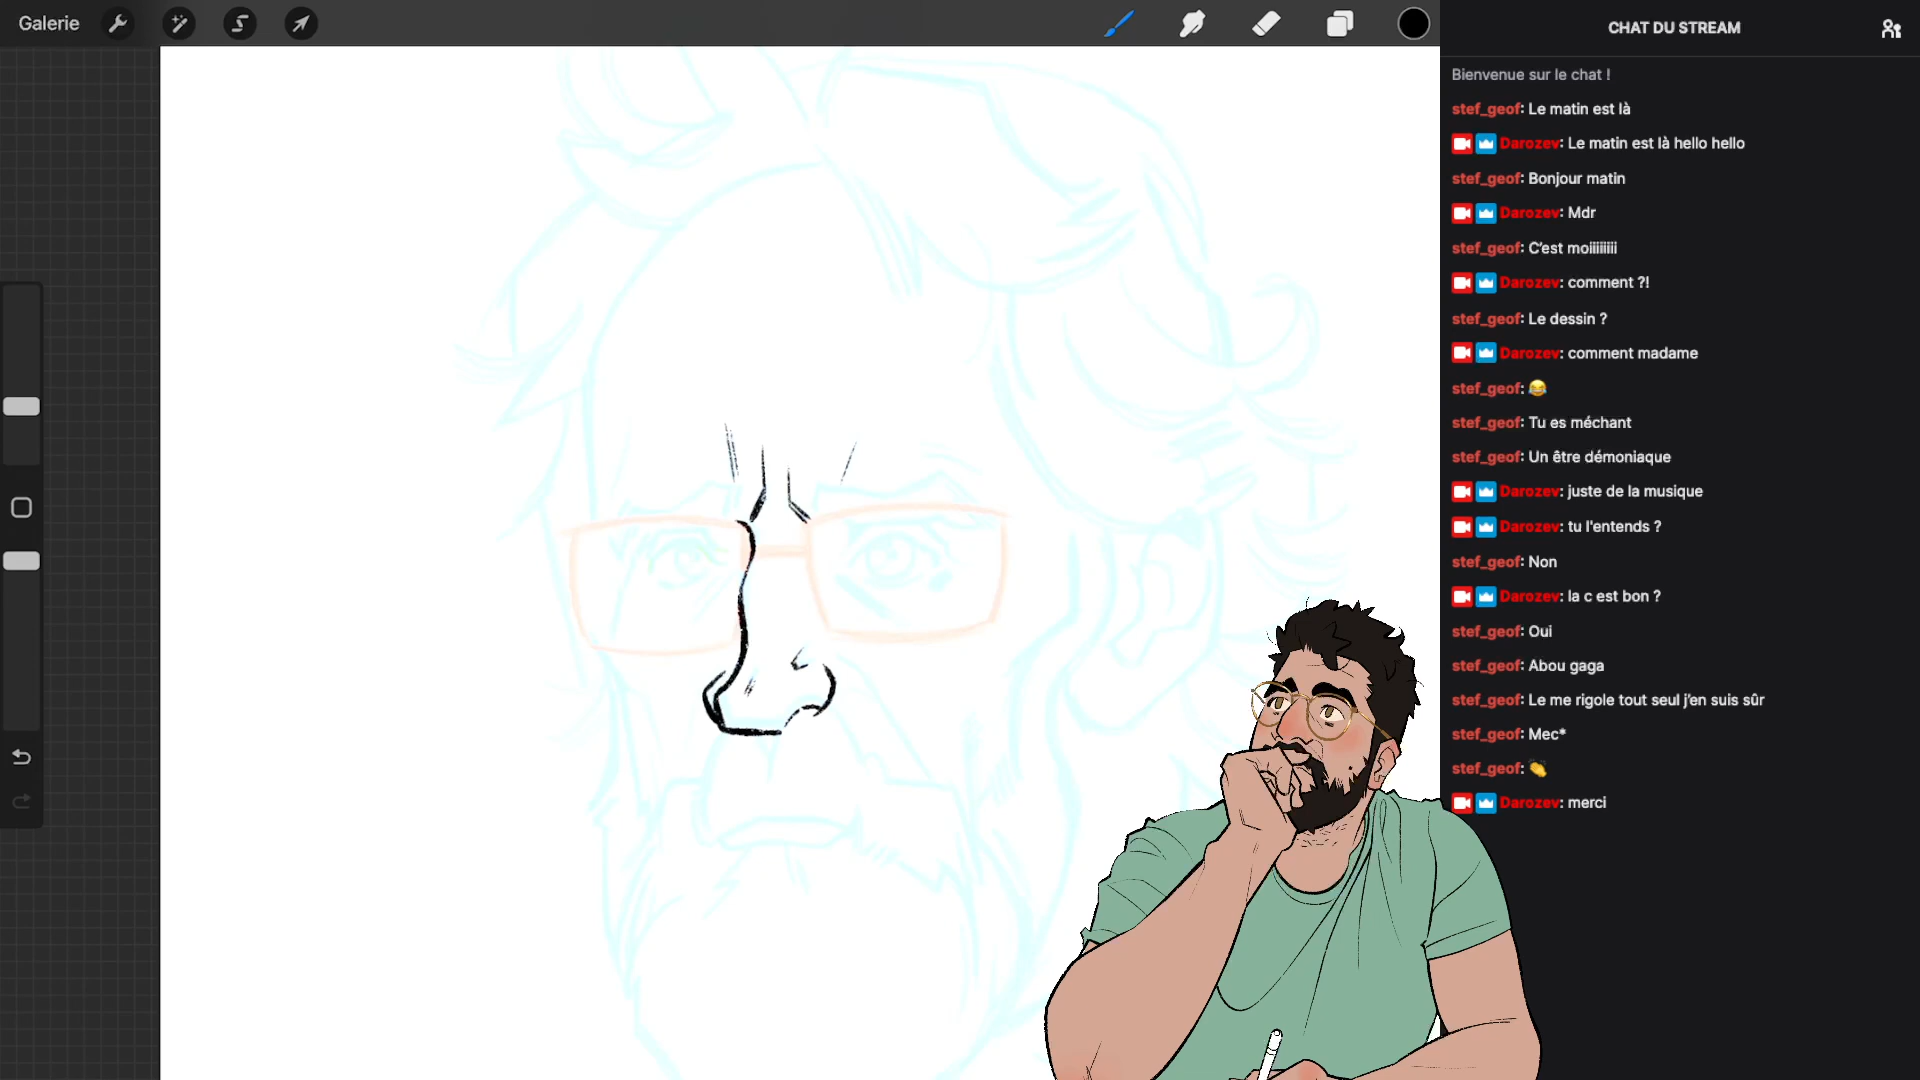 Galerie
CHAT DU STREAM
Bienvenue sur le chat !
stef_geof: Le matin est là
Darozev: Le matin est là hello hello
stef_geof: Bonjour matin
Darozev: Mdr
stef_geof: C'est moiiiiiiiii
Darozev: comment ?!
stef_geof: Le dessin ?
Darozev: comment madame
stef_geof: 😂
stef_geof: Tu es méchant
stef_geof: Un être démoniaque
Darozev: juste de la musique
Darozev: tu l'entends ?
stef_geof: Non
Darozev: la c est bon ?
stef_geof: Oui
stef_geof: Abou gaga
stef_geof: Le me rigole tout seul j'en suis sûr
stef_geof: Mec*
stef_geof: 👏
Darozev: merci